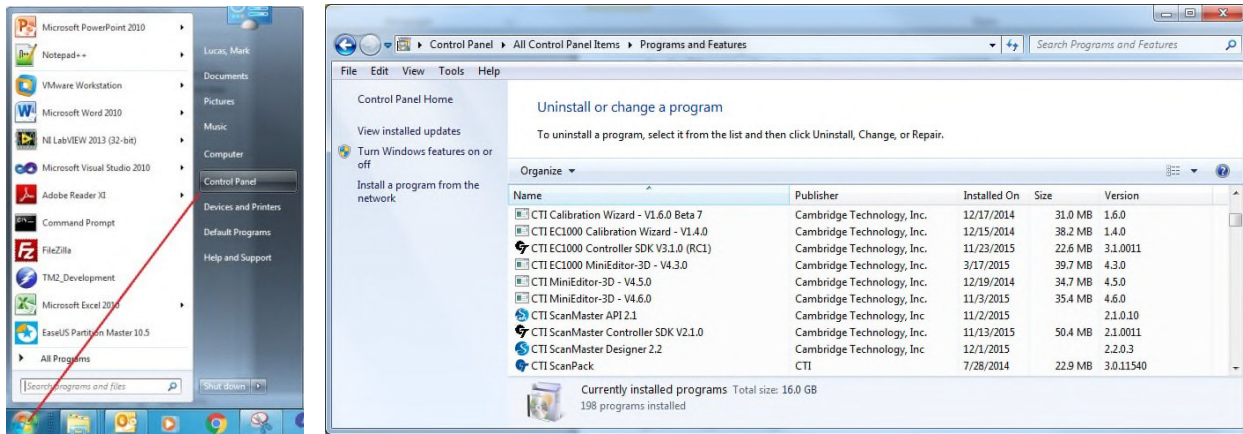 Microsoft PowerPoint 2010
Notepad++
VMware Workstation
Microsoft Word 2010
NI LabVIEW 2013 (32-bit)
Microsoft Visual Studio 2010
Adobe Reader XI
Command Prompt
FileZilla
TM2_Development
Microsoft Excel 2010
EaseUS Partition Master 10.5
All Programs
Search programs and files
Lucas, Mark
Documents
Pictures
Music
Computer
Control Panel
Devices and Printers
Default Programs
Help and Support
Shut down
Control Panel All Control Panel Items Programs and Features
Search Programs and Features
File Edit View Tools Help
Control Panel Home
View installed updates
Turn Windows features on or
off
Install a program from the
network
Uninstall or change a program
To uninstall a program, select it from the list and then click Uninstall, Change, or Repair.
Organize
Name Publisher Installed On Size Version
CTI Calibration Wizard - V1.6.0 Beta 7 Cambridge Technology, Inc. 12/17/2014 31.0 MB 1.6.0
CTI EC1000 Calibration Wizard - V1.4.0 Cambridge Technology, Inc. 12/15/2014 38.2 MB 1.4.0
CTI EC1000 Controller SDK V3.1.0 (RC1) Cambridge Technology, Inc. 11/23/2015 22.6 MB 3.1.0011
CTI EC1000 MiniEditor-3D - V4.3.0 Cambridge Technology, Inc. 3/17/2015 39.7 MB 4.3.0
CTI MiniEditor-3D - V4.5.0 Cambridge Technology, Inc. 12/19/2014 34.7 MB 4.5.0
CTI MiniEditor-3D - V4.6.0 Cambridge Technology, Inc. 11/3/2015 35.4 MB 4.6.0
CTI ScanMaster API 2.1 Cambridge Technology, Inc. 11/2/2015 2.1.0.10
CTI ScanMaster Controller SDK V2.1.0 Cambridge Technology, Inc. 11/13/2015 50.4 MB 2.1.0011
CTI ScanMaster Designer 2.2 Cambridge Technology, Inc 12/1/2015 2.2.0.3
CTI ScanPack CTI 7/28/2014 22.9 MB 3.0.11540
Currently installed programs Total size: 16.0 GB
198 programs installed